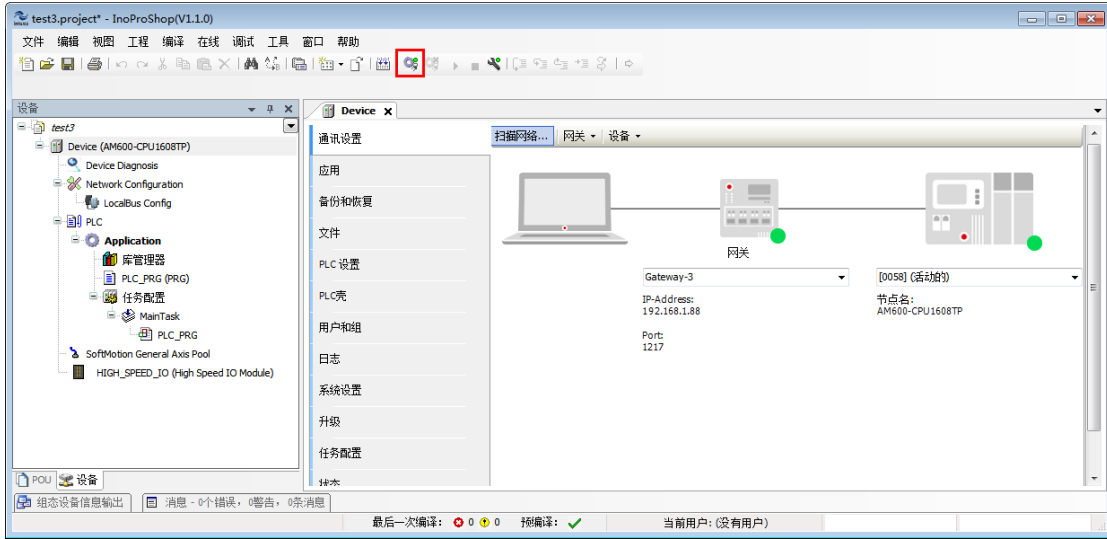 test3.project* - InoProShop(V1.1.0)
文件 编辑 视图 工程 编译 在线 调试 工具 窗口 帮助
设备
test3
Device (AM600-CPU1608TP)
Device Diagnosis
Network Configuration
LocalBus Config
PLC
Application
库管理器
PLC_PRG (PRG)
任务配置
MainTask
PLC_PRG
SoftMotion General Axis Pool
HIGH_SPEED_IO (High Speed IO Module)
POU 设备
Device
通讯设置
应用
备份和恢复
文件
PLC 设置
PLC壳
用户和组
日志
系统设置
升级
任务配置
状态
扫描网络... 网关 设备
网关
Gateway-3
IP-Address:
192.168.1.88
Port:
1217
[0058] (活动的)
节点名:
AM600-CPU1608TP
组态设备信息输出 消息 - 0个错误, 0警告, 0条消息
最后一次编译: 0 0 预编译: 当前用户: (没有用户)